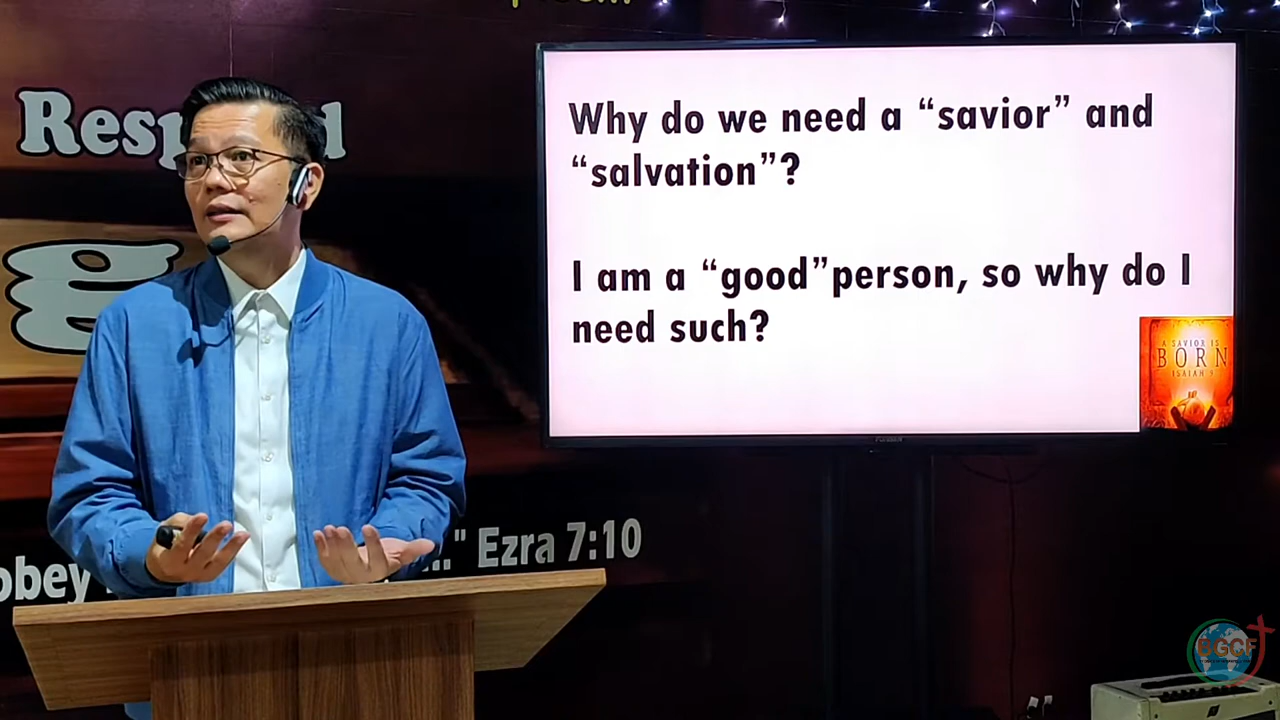 Why do we need a “savior” and
“salvation”?
I am a “good”person, so why do I
need such?
A SAVIOR IS
BORN
ISAIAH 9
obey
..." Ezra 7:10
BGCF